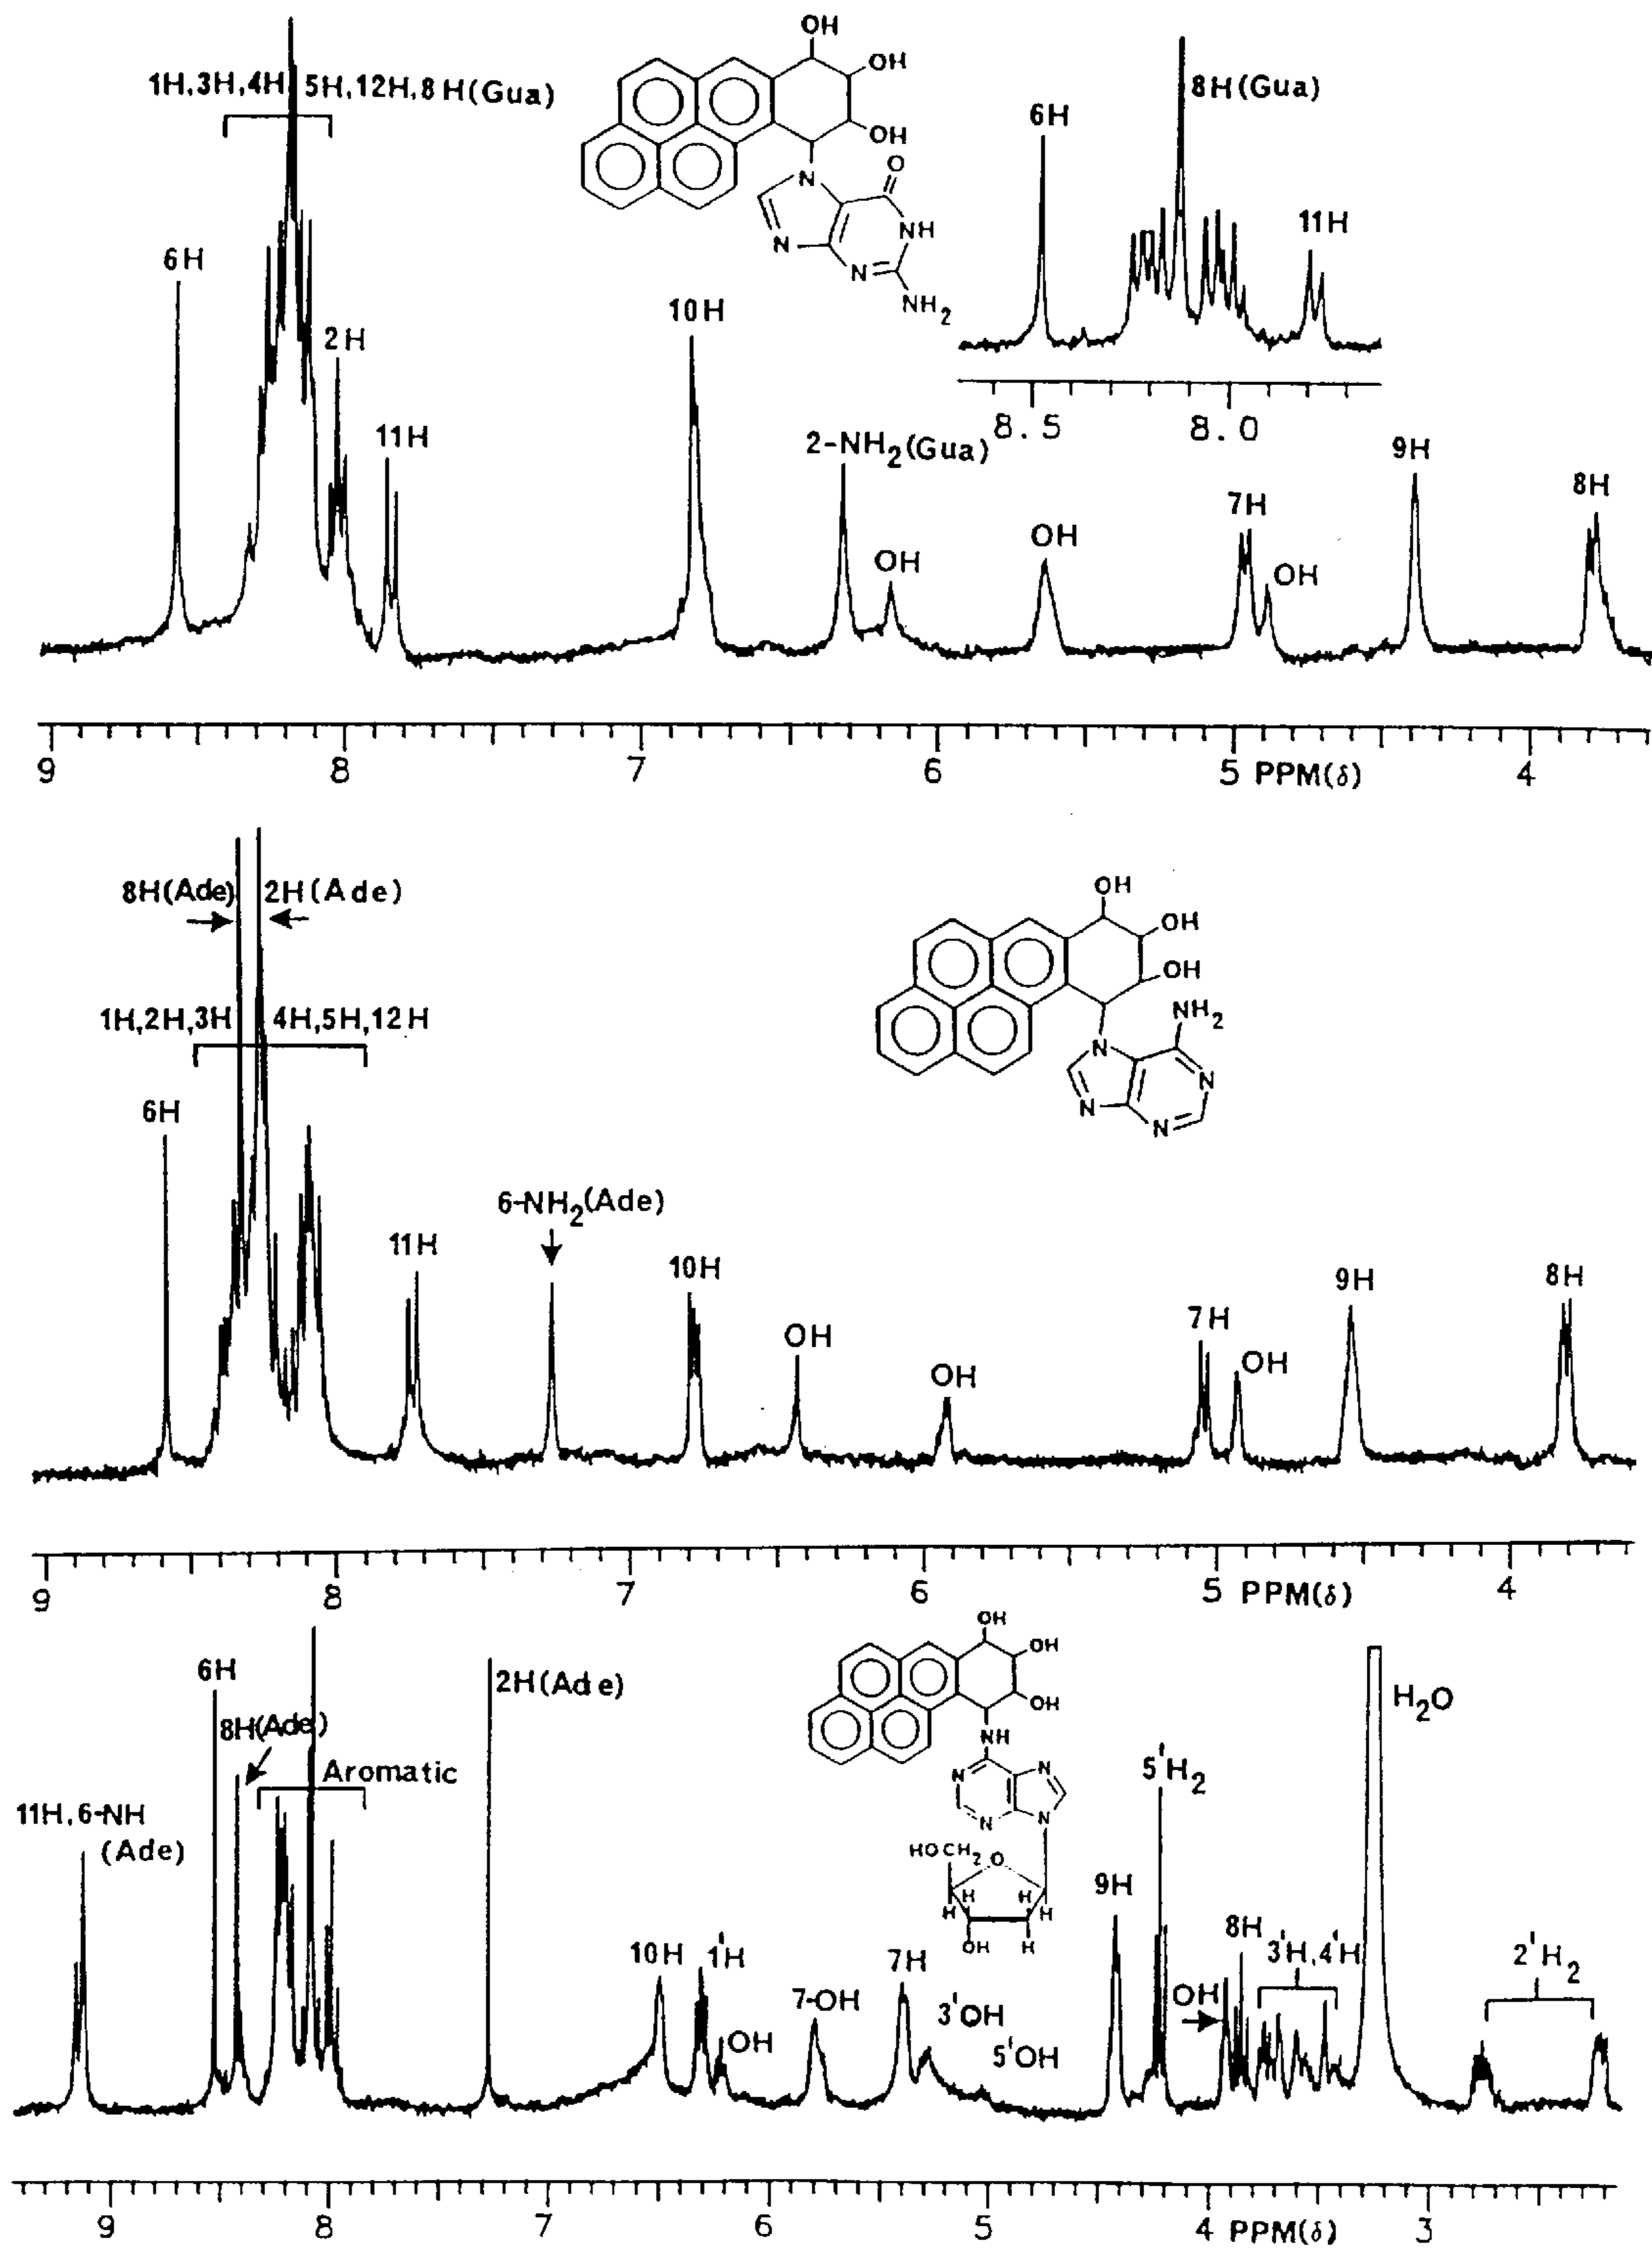 OH
1H,3H,4H 5H,12H,8H(Gua)
OH
8H(Gua)
6H
OH
O
N
11H
NH
6H
N
N
NH2
10H
2H
8.5 8.0
11H
2-NH2(Gua)
9H
8H
7H
OH
OH
OH
9 8 7 6 5 PPM(δ) 4
8H(Ade) 2H(Ade)
OH
OH
OH
1H,2H,3H 4H,5H,12H
NH2
N
N
N
N
6H
6-NH2(Ade)
11H
10H
9H
8H
7H
OH
OH
OH
9 8 7 6 5 PPM(δ) 4
OH
OH
6H
2H(Ade)
OH
H2O
8H(Ade)
NH
5'H2
Aromatic
N
N
11H,6-NH
(Ade)
N
N
HOCH2 O
9H
H H
H H
OH H
10H
1'H
7H
8H
3'H,4'H
2'H2
7-OH
OH
3'OH
OH
5'OH
9 8 7 6 5 4 PPM(δ) 3